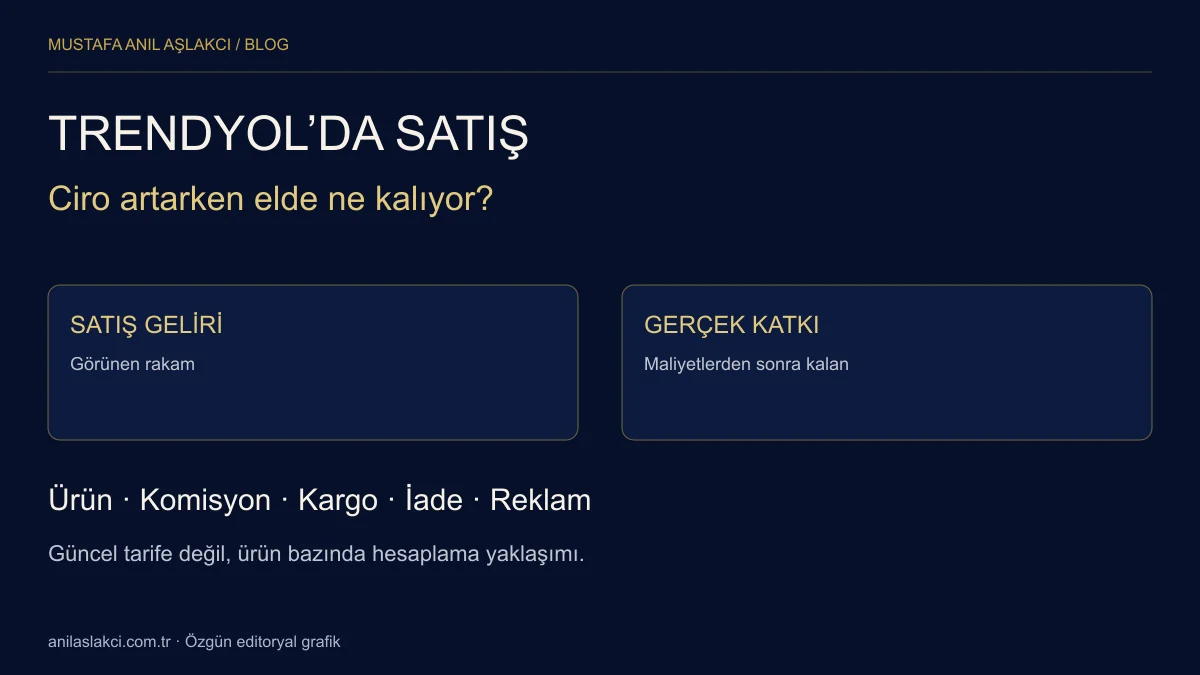 MUSTAFA ANIL AŞLAKCI / BLOG
TRENDYOL’DA SATIŞ
Ciro artarken elde ne kalıyor?
SATIŞ GELİRİ
Görünen rakam
GERÇEK KATKI
Maliyetlerden sonra kalan
Ürün · Komisyon · Kargo · İade · Reklam
Güncel tarife değil, ürün bazında hesaplama yaklaşımı.
anilaslakci.com.tr · Özgün editoryal grafik